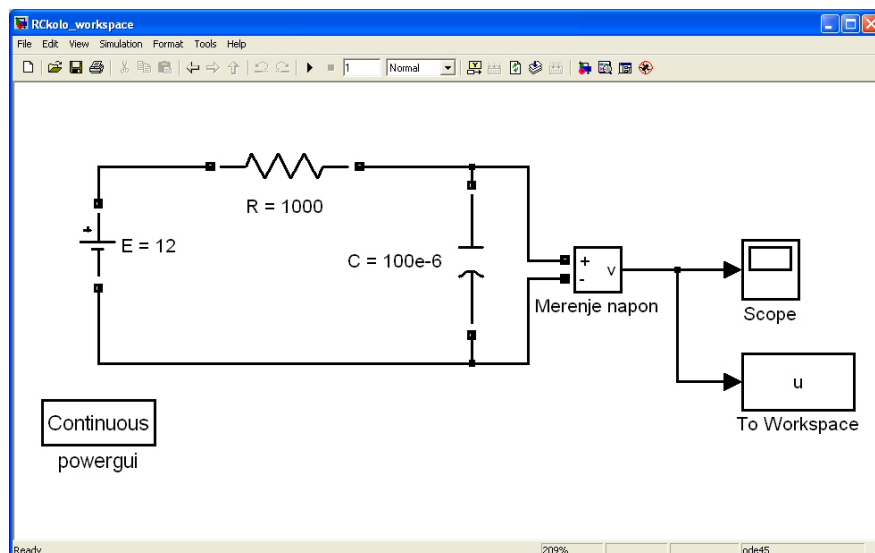 RCkolo_workspace
File Edit View Simulation Format Tools Help
1 Normal
R = 1000
E = 12
C = 100e-6
+
-
v
Merenje napon
Scope
u
To Workspace
Continuous
powergui
Ready 209% ode45